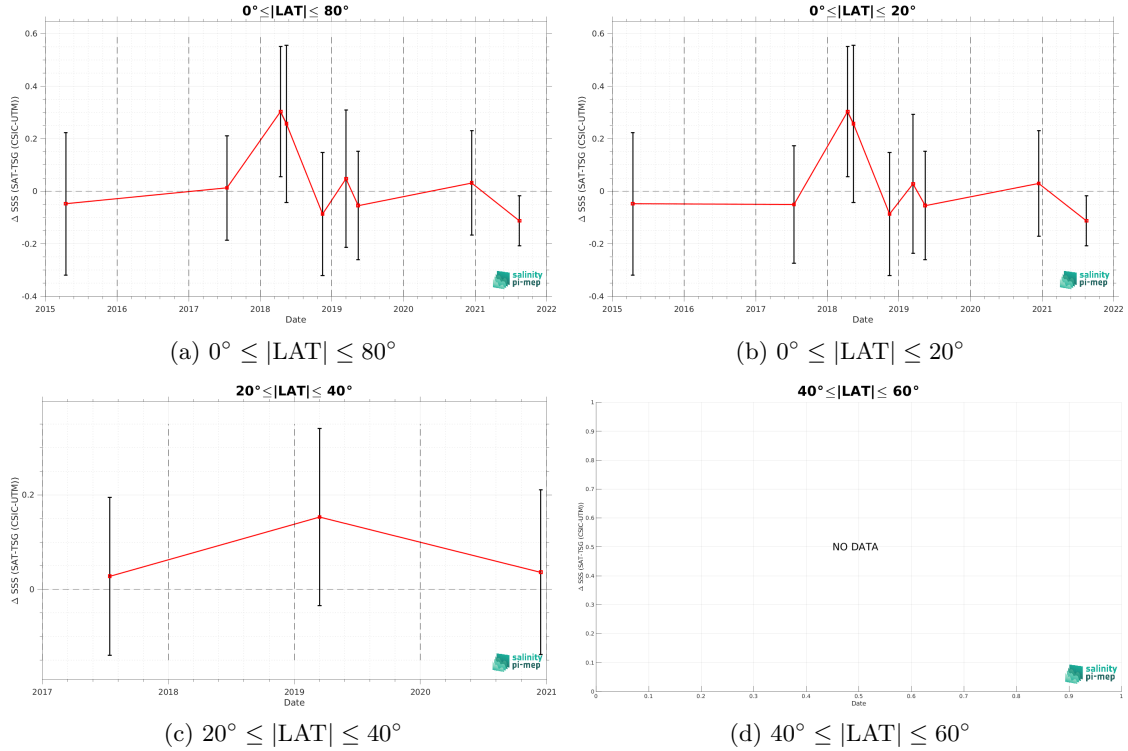 0°≤|LAT|≤ 80°
Δ SSS (SAT-TSG (CSIC-UTM))
0.6
0.4
0.2
0
-0.2
-0.4
2015 2016 2017 2018 2019 2020 2021 2022
Date
salinity
pi-mep
(a) 0° ≤ |LAT| ≤ 80°
0°≤|LAT|≤ 20°
Δ SSS (SAT-TSG (CSIC-UTM))
0.6
0.4
0.2
0
-0.2
-0.4
2015 2016 2017 2018 2019 2020 2021 2022
Date
salinity
pi-mep
(b) 0° ≤ |LAT| ≤ 20°
20°≤|LAT|≤ 40°
Δ SSS (SAT-TSG (CSIC-UTM))
0.2
0
2017 2018 2019 2020 2021
Date
salinity
pi-mep
(c) 20° ≤ |LAT| ≤ 40°
40°≤|LAT|≤ 60°
Δ SSS (SAT-TSG (CSIC-UTM))
1
0.9
0.8
0.7
0.6
0.5
0.4
0.3
0.2
0.1
0
NO DATA
0 0.1 0.2 0.3 0.4 0.5 0.6 0.7 0.8 0.9 1
Date
salinity
pi-mep
(d) 40° ≤ |LAT| ≤ 60°